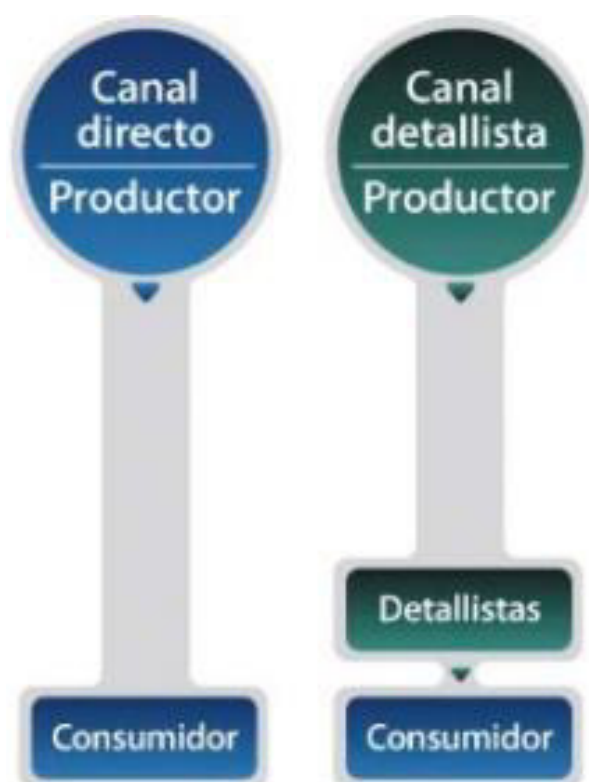 Canal
directo
Productor
Consumidor
Canal
detallista
Productor
Detallistas
Consumidor